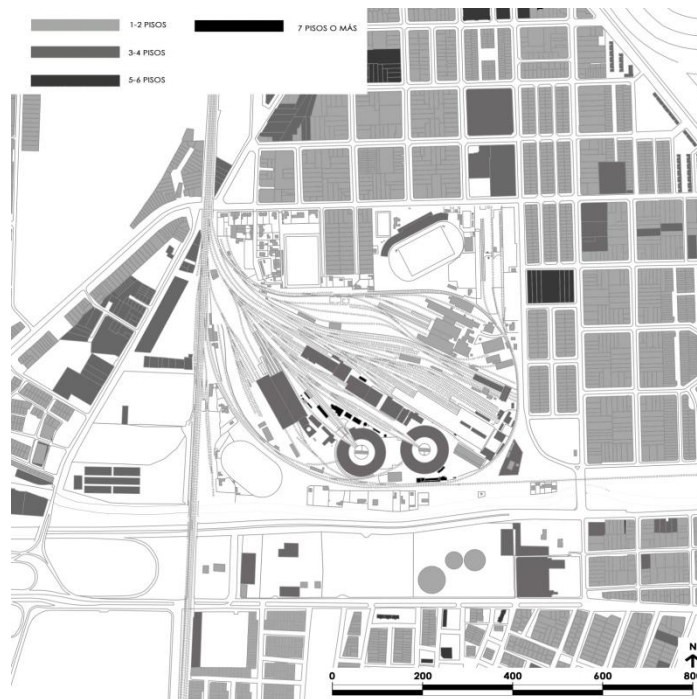 1-2 PISOS
7 PISOS O MÁS
3-4 PISOS
5-6 PISOS
N
0 200 400 600 80